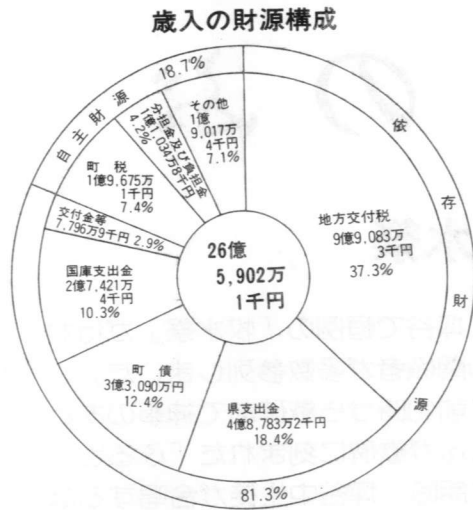 歳入の財源構成
18.7%
自主財源
その他
1億
9,017万
4千円
7.1%
分担金及び負担金
1億1,034万8千円
4.2%
町 税
1億9,675万
1千円
7.4%
交付金等
7,796万9千円 2.9%
国庫支出金
2億7,421万
4千円
10.3%
町 債
3億3,090万円
12.4%
県支出金
4億8,783万2千円
18.4%
地方交付税
9億9,083万
3千円
37.3%
26億
5,902万
1千円
依存財源
81.3%